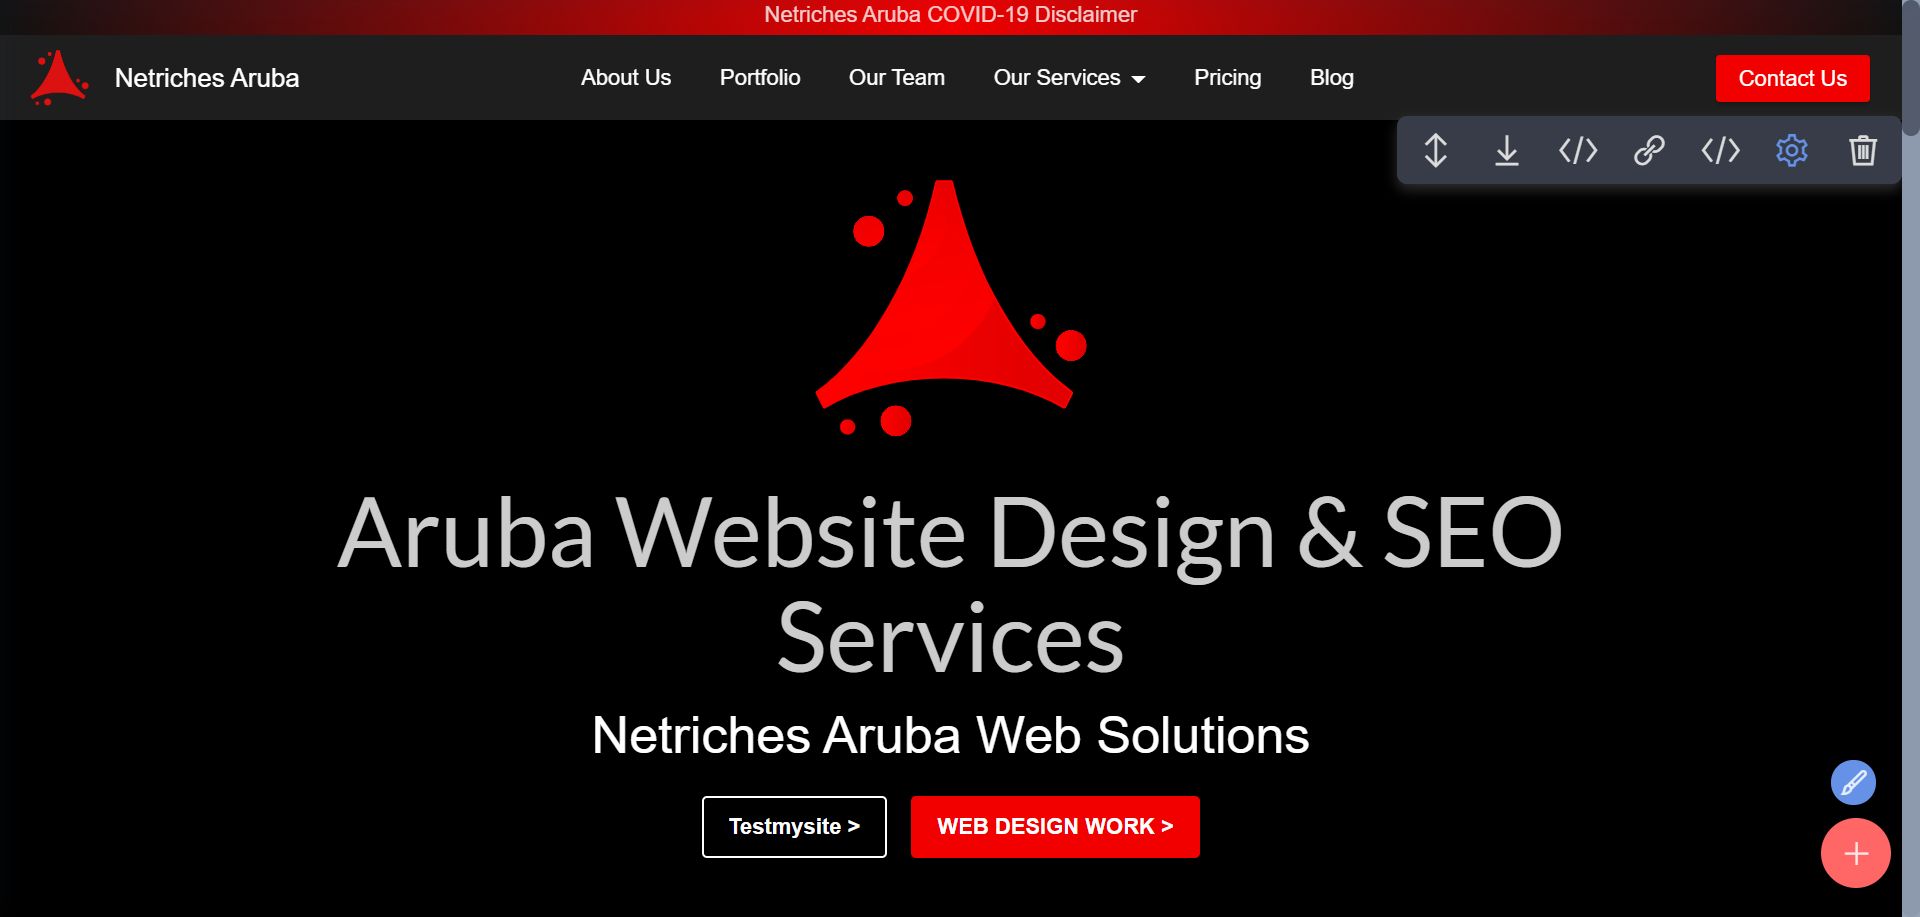 Netriches Aruba COVID-19 Disclaimer
Netriches Aruba
About Us
Portfolio
Our Team
Our Services
Pricing
Blog
Contact Us
Aruba Website Design & SEO
Services
Netriches Aruba Web Solutions
Testmysite >
WEB DESIGN WORK >